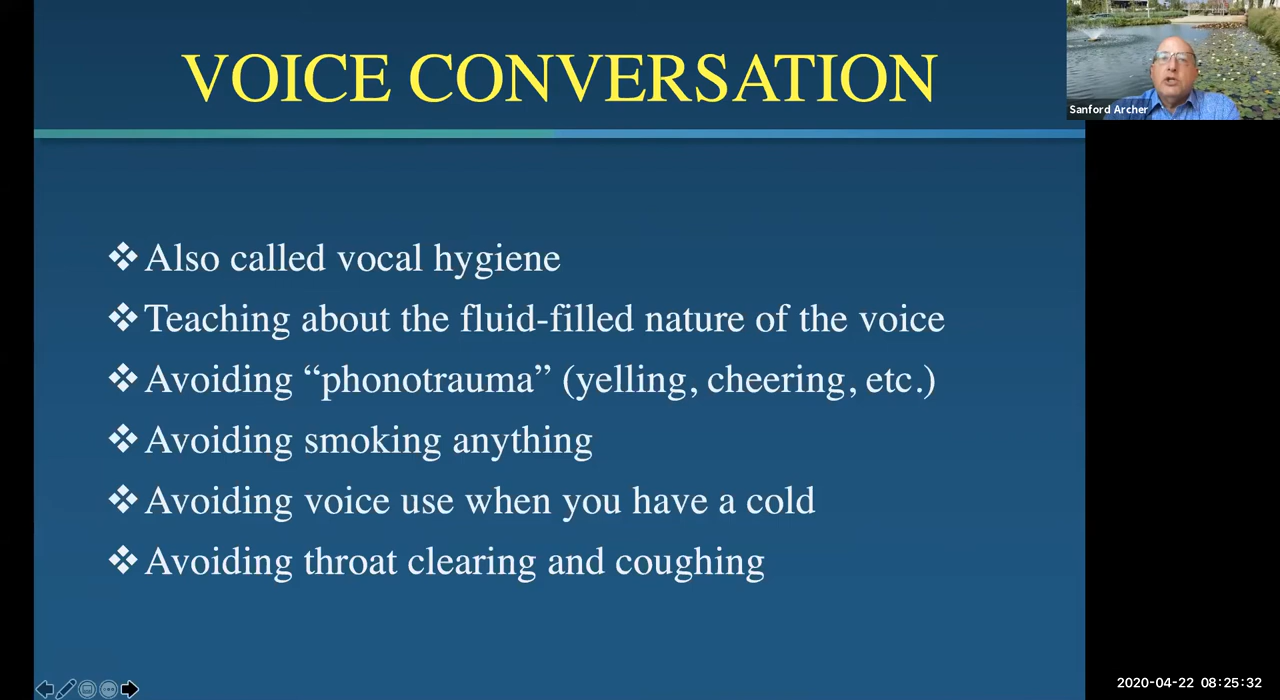 VOICE CONVERSATION
Sanford Archer
❖ Also called vocal hygiene
❖ Teaching about the fluid-filled nature of the voice
❖ Avoiding “phonotrauma” (yelling, cheering, etc.)
❖ Avoiding smoking anything
❖ Avoiding voice use when you have a cold
❖ Avoiding throat clearing and coughing
2020-04-22 08:25:32